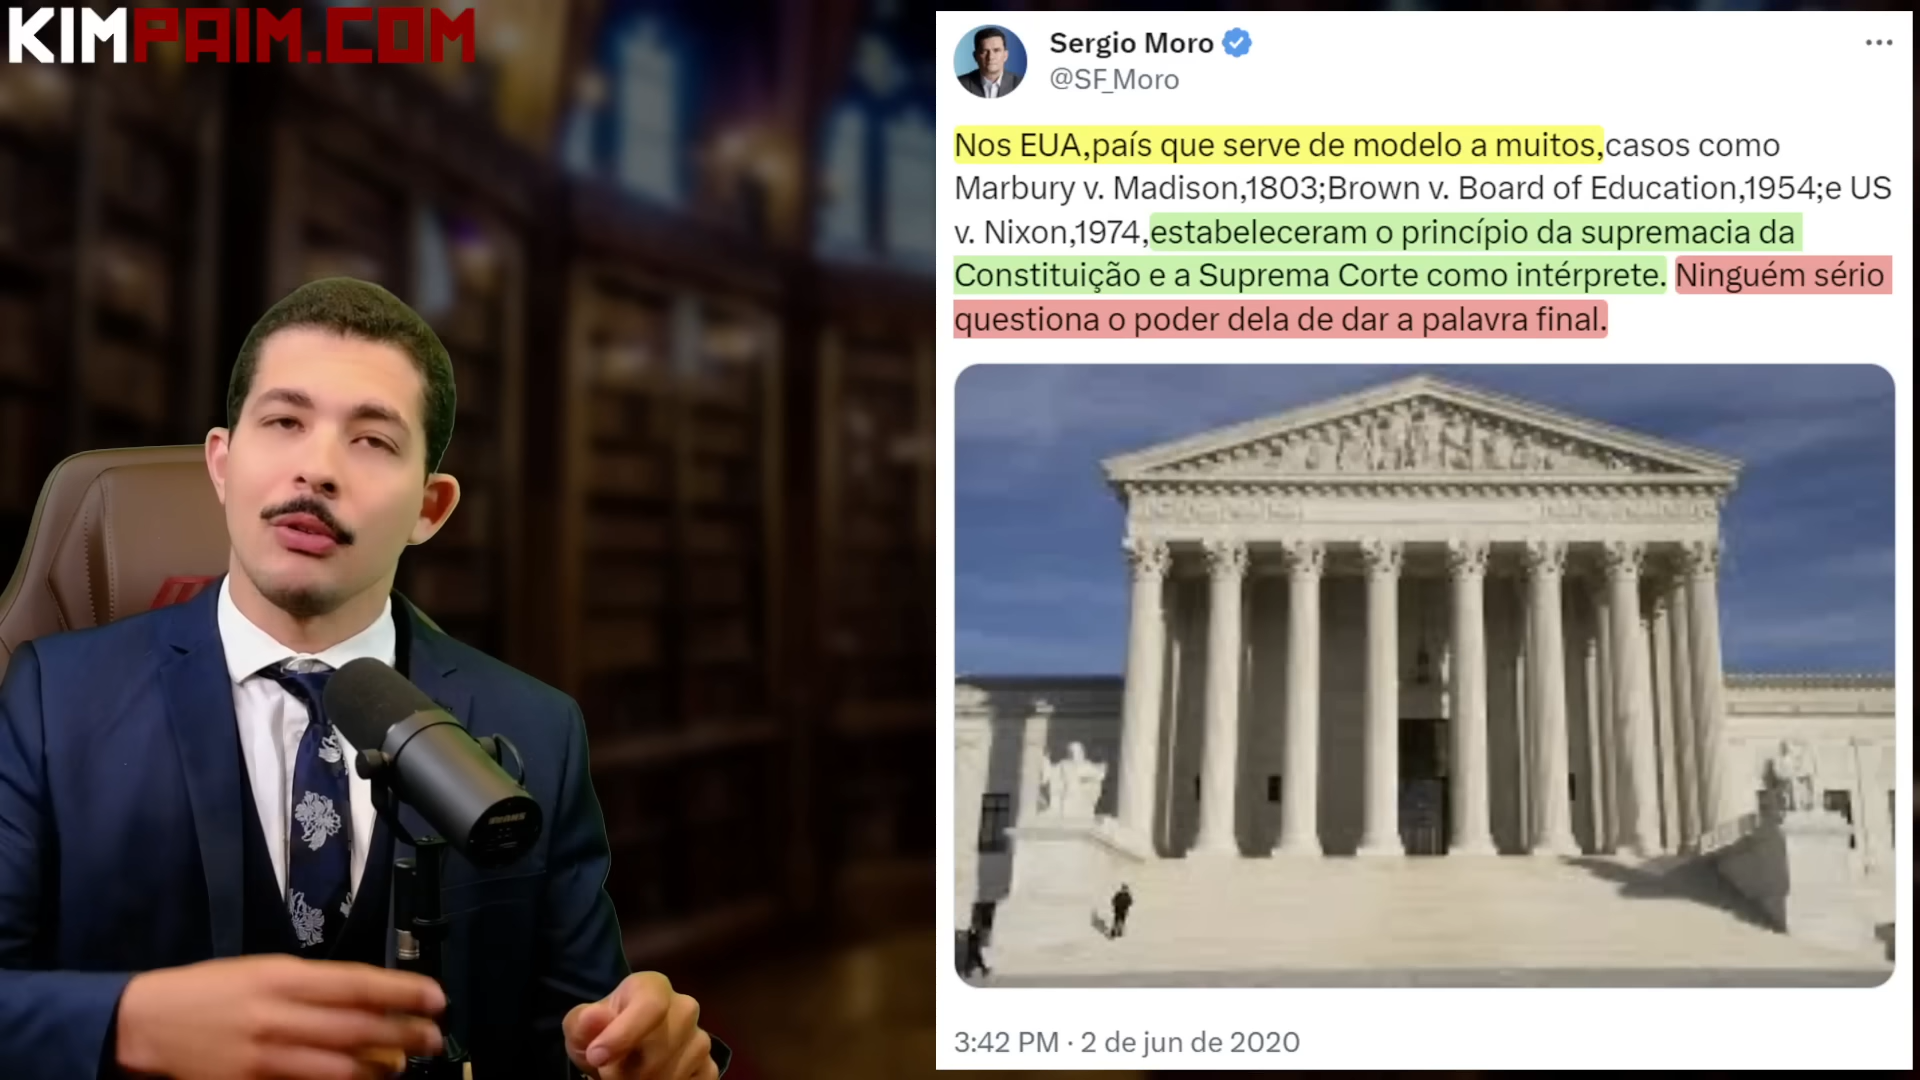 KIMPAIM.COM
Sergio Moro
@SF_Moro
Nos EUA,país que serve de modelo a muitos,casos como
Marbury v. Madison,1803;Brown v. Board of Education,1954;e US
v. Nixon,1974,estabeleceram o princípio da supremacia da
Constituição e a Suprema Corte como intérprete. Ninguém sério
questiona o poder dela de dar a palavra final.
3:42 PM · 2 de jun de 2020